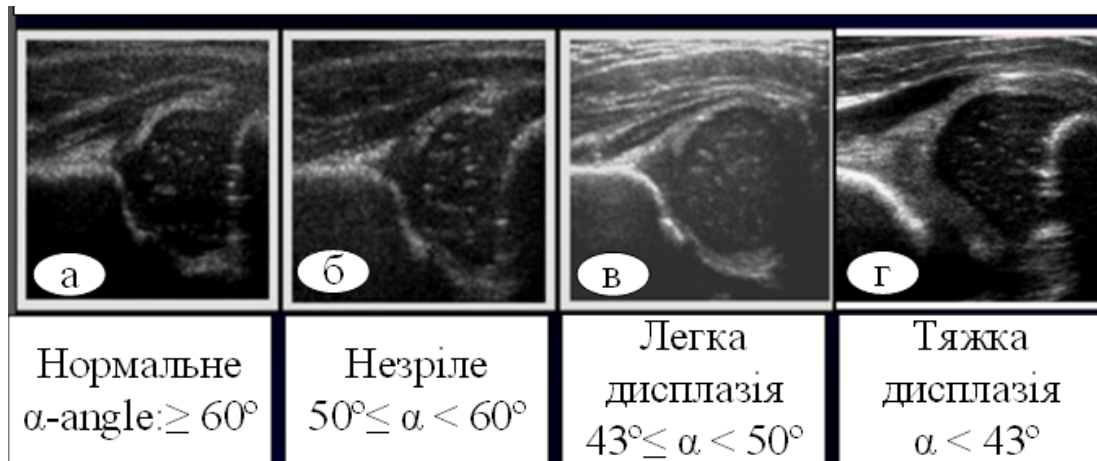 а
б
в
г
Нормальне
α-angle:≥ 60°
Незріле
50°≤ α < 60°
Легка
дисплазія
43°≤ α < 50°
Тяжка
дисплазія
α < 43°